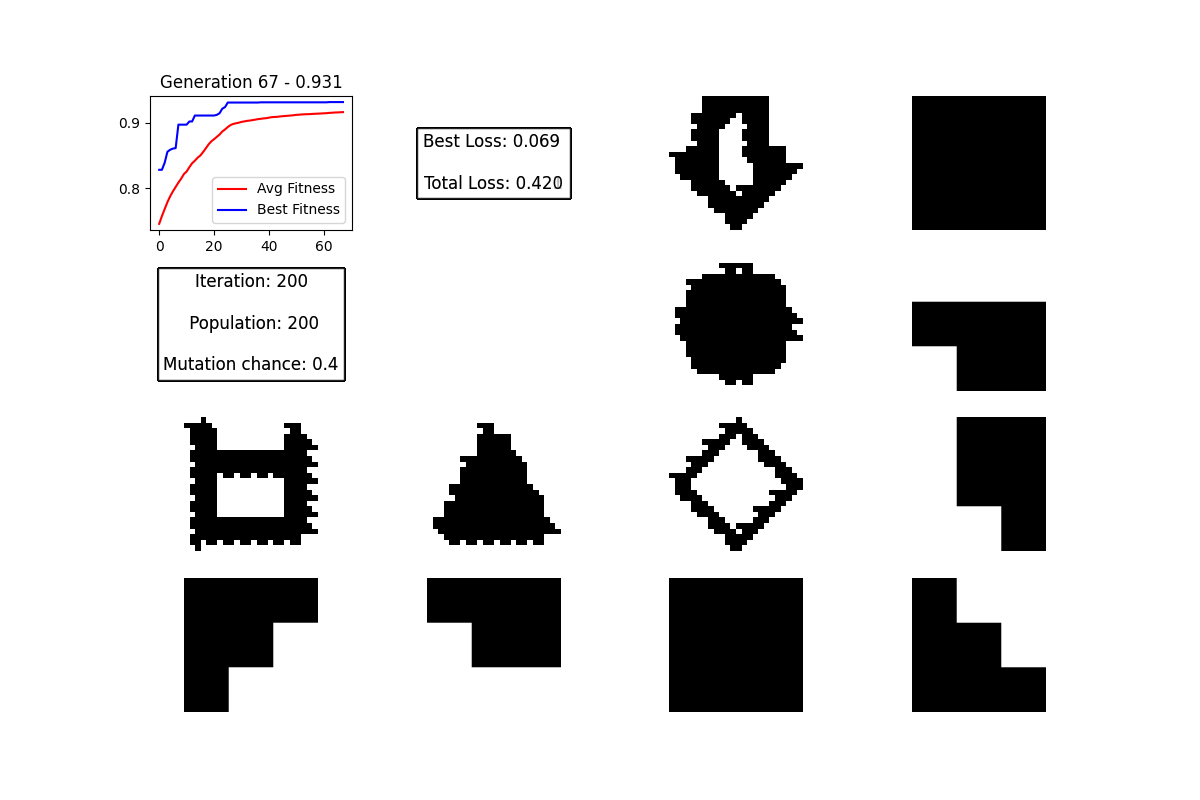 Generation 67 - 0.931
0.9
0.8
Avg Fitness
Best Fitness
0 20 40 60
Best Loss: 0.069
Total Loss: 0.420
Iteration: 200
Population: 200
Mutation chance: 0.4